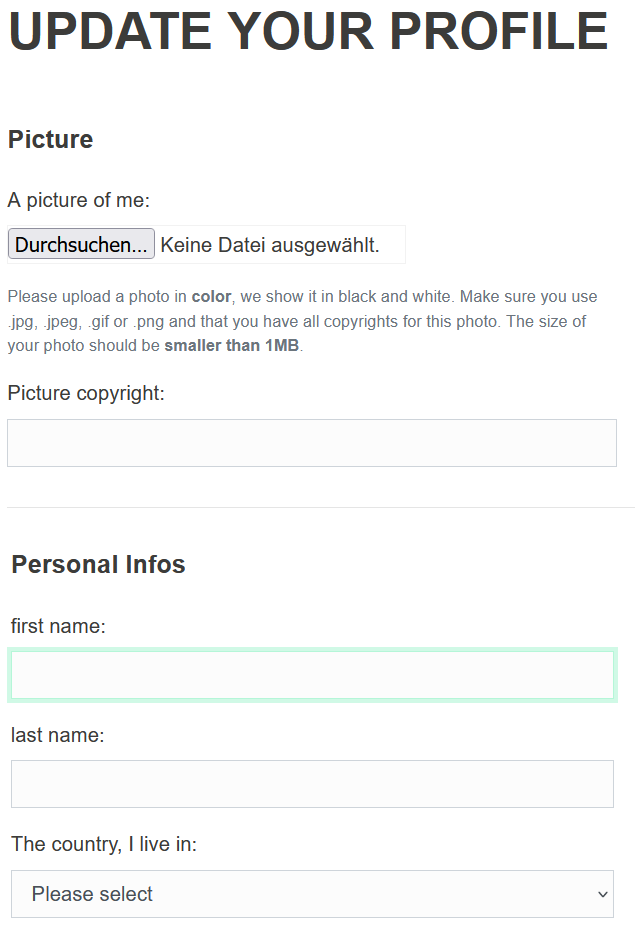 UPDATE YOUR PROFILE
Picture
A picture of me:
Durchsuchen... Keine Datei ausgewählt.
Please upload a photo in color, we show it in black and white. Make sure you use
.jpg, .jpeg, .gif or .png and that you have all copyrights for this photo. The size of
your photo should be smaller than 1MB.
Picture copyright:
Personal Infos
first name:
last name:
The country, I live in:
Please select